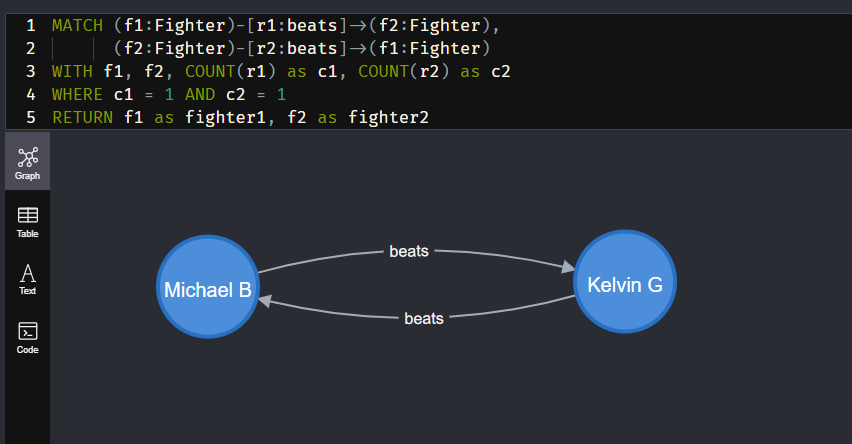 1 MATCH (f1:Fighter)-[r1:beats]->(f2:Fighter),
2 (f2:Fighter)-[r2:beats]->(f1:Fighter)
3 WITH f1, f2, COUNT(r1) as c1, COUNT(r2) as c2
4 WHERE c1 = 1 AND c2 = 1
5 RETURN f1 as fighter1, f2 as fighter2
Graph
Table
Text
Code
beats
Michael B
Kelvin G
beats